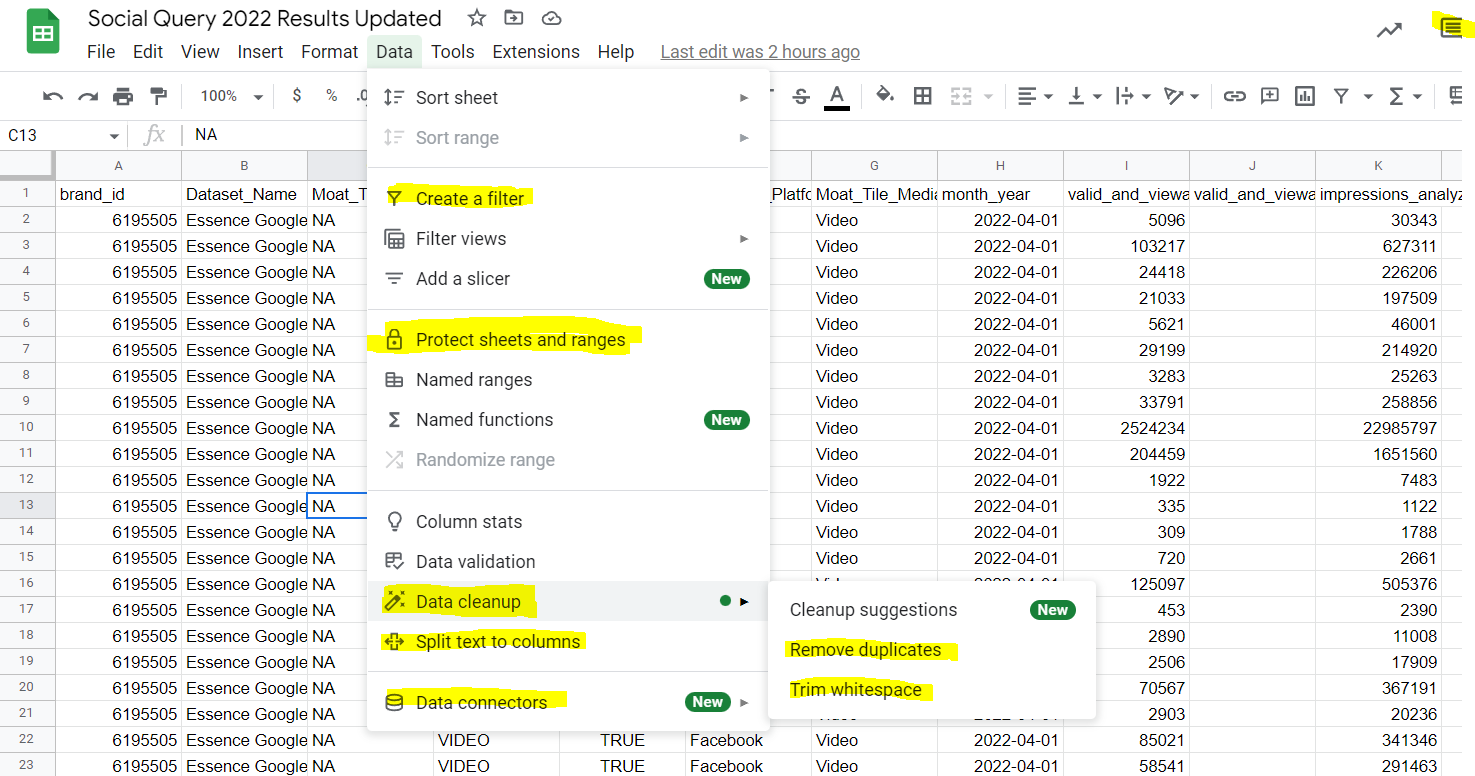 Social Query 2022 Results Updated
File Edit View Insert Format Data Tools Extensions Help Last edit was 2 hours ago
100% $ % .0 S A Σ
C13 fx NA
A B G H I J K
1 brand_id Dataset_Name Moat_T _Platfo Moat_Tile_Media month_year valid_and_viewa valid_and_viewa impressions_analyz
2 6195505 Essence Google NA Video 2022-04-01 5096 30343
3 6195505 Essence Google NA Video 2022-04-01 103217 627311
4 6195505 Essence Google NA Video 2022-04-01 24418 226206
5 6195505 Essence Google NA Video 2022-04-01 21033 197509
6 6195505 Essence Google NA Video 2022-04-01 5621 46001
7 6195505 Essence Google NA Video 2022-04-01 29199 214920
8 6195505 Essence Google NA Video 2022-04-01 3283 25263
9 6195505 Essence Google NA Video 2022-04-01 33791 258856
10 6195505 Essence Google NA Video 2022-04-01 2524234 22985797
11 6195505 Essence Google NA Video 2022-04-01 204459 1651560
12 6195505 Essence Google NA Video 2022-04-01 1922 7483
13 6195505 Essence Google NA Video 2022-04-01 335 1122
14 6195505 Essence Google NA Video 2022-04-01 309 1788
15 6195505 Essence Google NA Video 2022-04-01 720 2661
16 6195505 Essence Google NA 125097 505376
17 6195505 Essence Google NA 453 2390
18 6195505 Essence Google NA 2890 11008
19 6195505 Essence Google NA 2506 17909
20 6195505 Essence Google NA 70567 367191
21 6195505 Essence Google NA 2903 20236
22 6195505 Essence Google NA VIDEO TRUE Facebook Video 2022-04-01 85021 341346
23 6195505 Essence Google NA VIDEO TRUE Facebook Video 2022-04-01 58541 291463
Sort sheet
Sort range
Create a filter
Filter views
Add a slicer New
Protect sheets and ranges
Named ranges
Named functions New
Randomize range
Column stats
Data validation
Data cleanup
Split text to columns
Data connectors New
Cleanup suggestions New
Remove duplicates
Trim whitespace